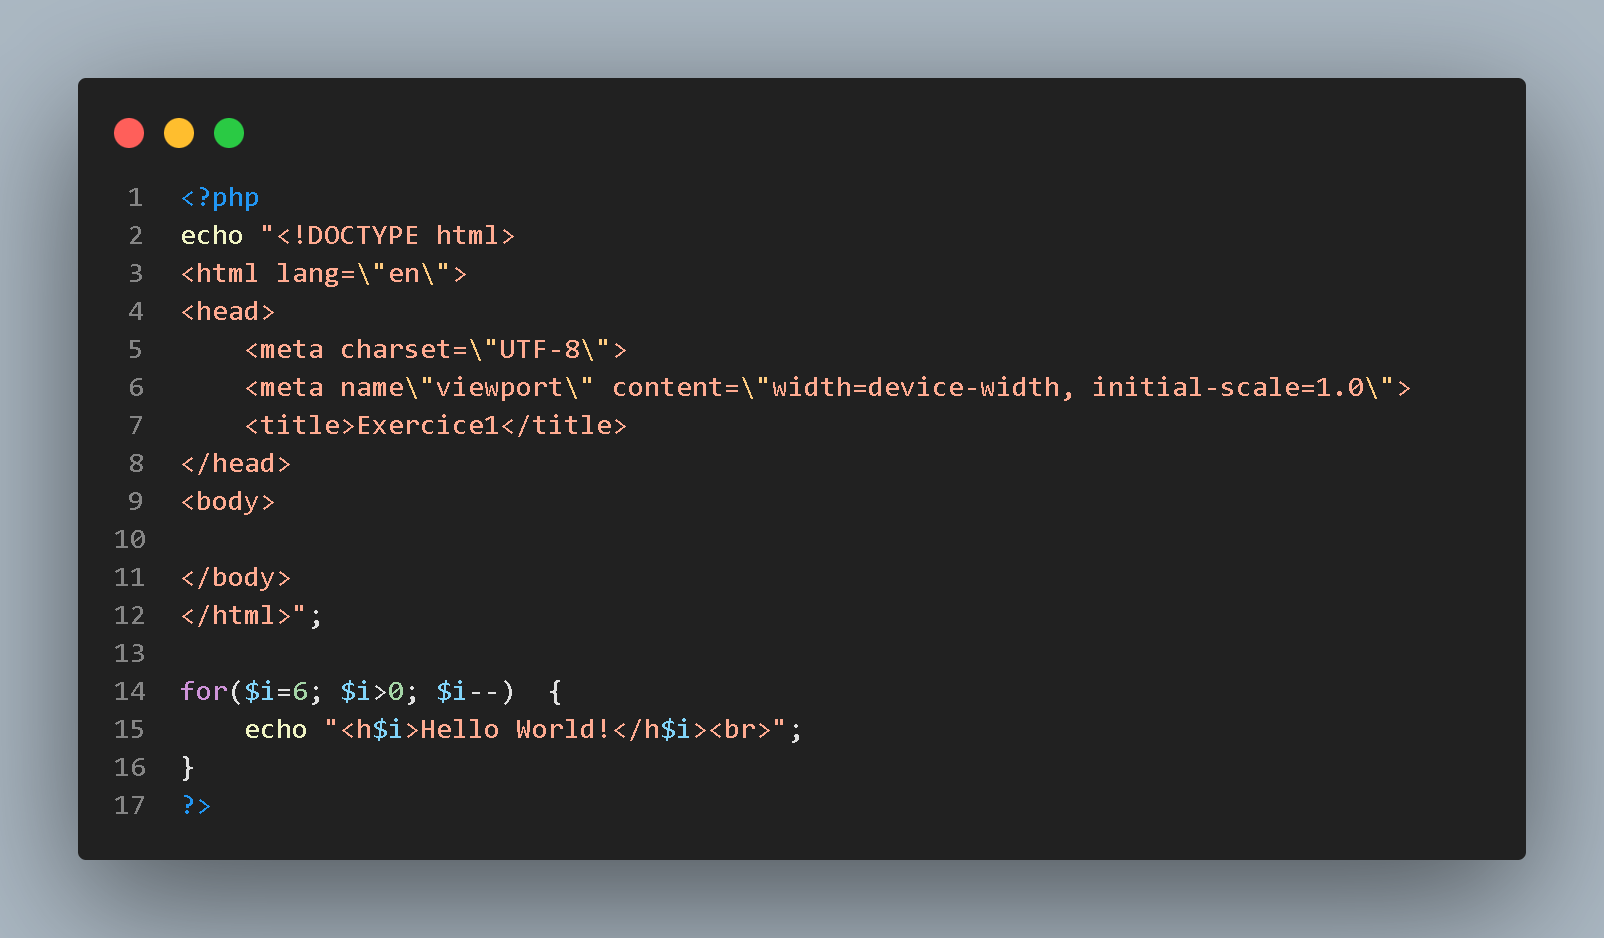 1 <?php
2 echo "<!DOCTYPE html>
3 <html lang=\"en\">
4 <head>
5     <meta charset=\"UTF-8\">
6     <meta name\"viewport\" content=\"width=device-width, initial-scale=1.0\">
7     <title>Exercice1</title>
8 </head>
9 <body>
10
11 </body>
12 </html>";
13
14 for($i=6; $i>0; $i--)  {
15     echo "<h$i>Hello World!</h$i><br>";
16 }
17 ?>